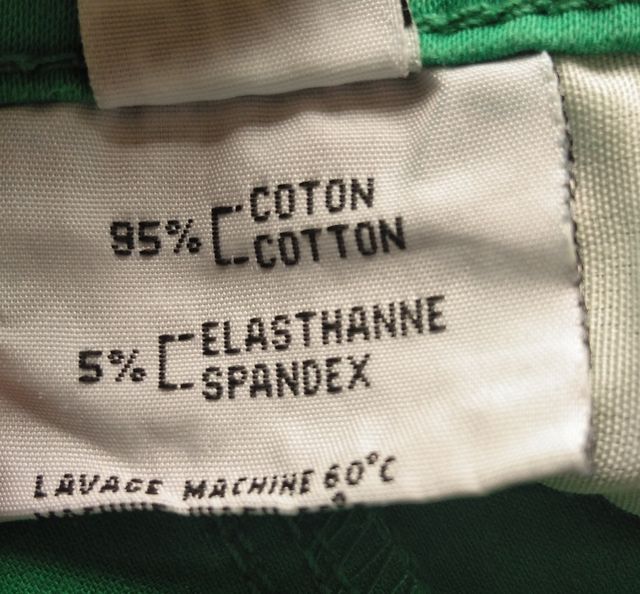 95% COTON
COTTON
5% ELASTHANNE
SPANDEX
LAVAGE MACHINE 60°C